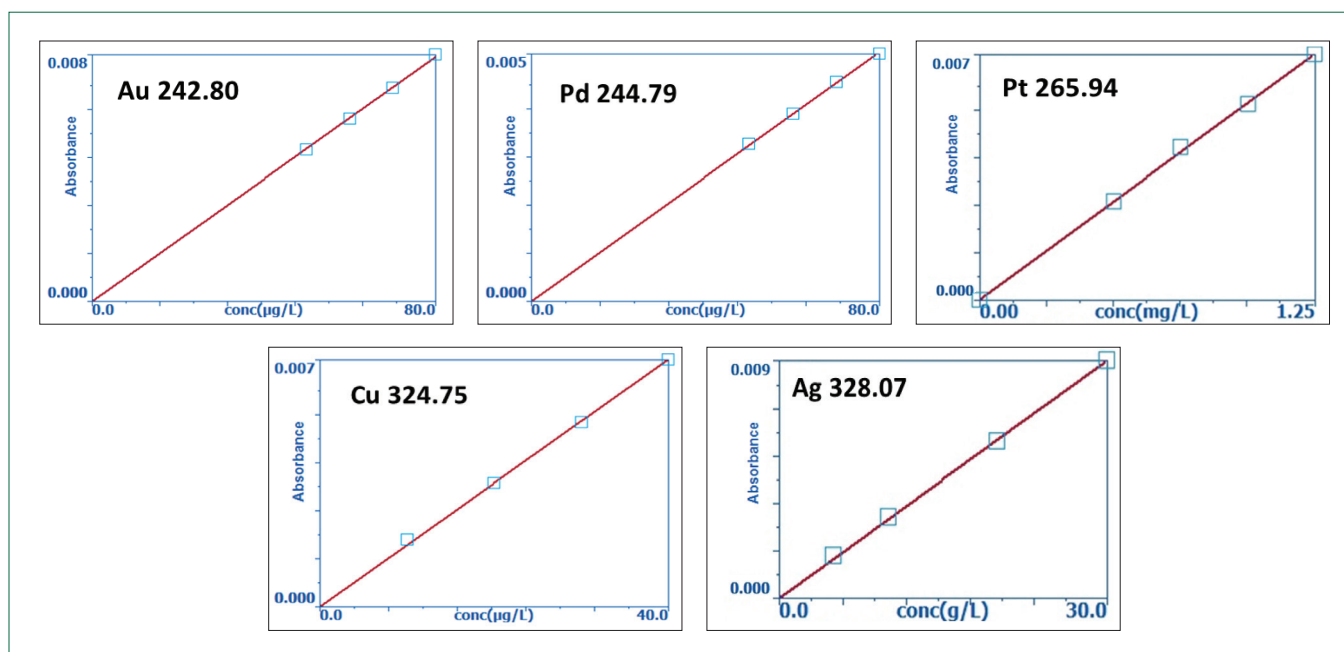 0.008
Au 242.80
Absorbance
0.000
0.0
conc(µg/L)
80.0
0.005
Pd 244.79
Absorbance
0.000
0.0
conc(µg/L)
80.0
0.007
Pt 265.94
Absorbance
0.000
0.00
conc(mg/L)
1.25
0.007
Cu 324.75
Absorbance
0.000
0.0
conc(µg/L)
40.0
0.009
Ag 328.07
Absorbance
0.000
0.0
conc(g/L)
30.0